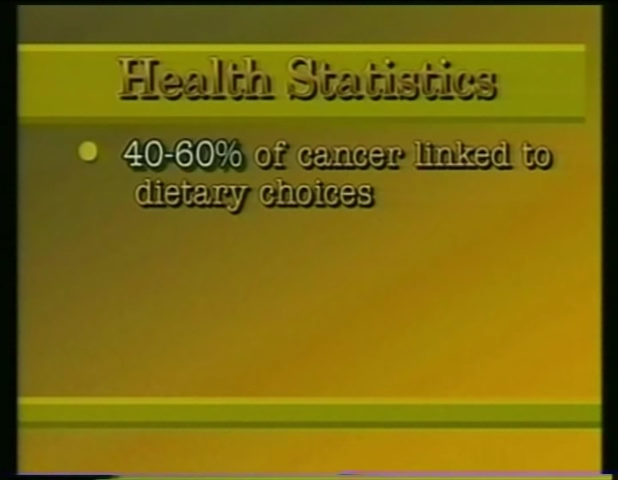 Health Statistics
40-60% of cancer linked to
dietary choices